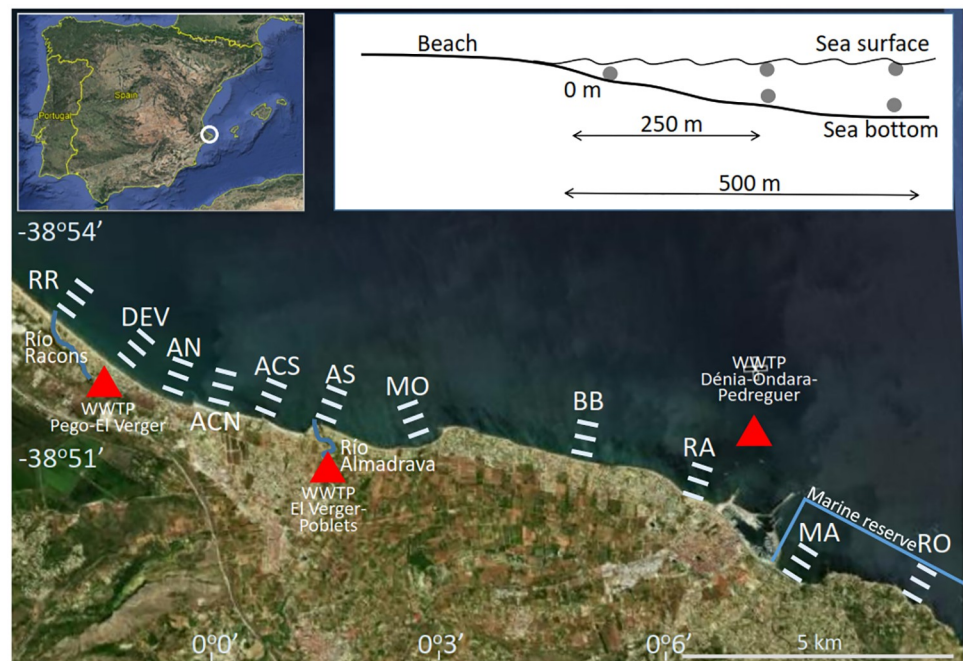 Portugal
Spain
Beach
Sea surface
0 m
250 m
Sea bottom
500 m
-38º54’
RR
DEV
Río
Racons
AN
ACS
AS
MO
WWTP
Dénia-Ondara-
Pedreguer
BB
WWTP
Pego-El Verger
ACN
RA
-38º51’
Río
Almadrava
WWTP
El Verger-
Poblets
Marine reserve
MA
RO
0º0’
0º3’
0º6’
5 km